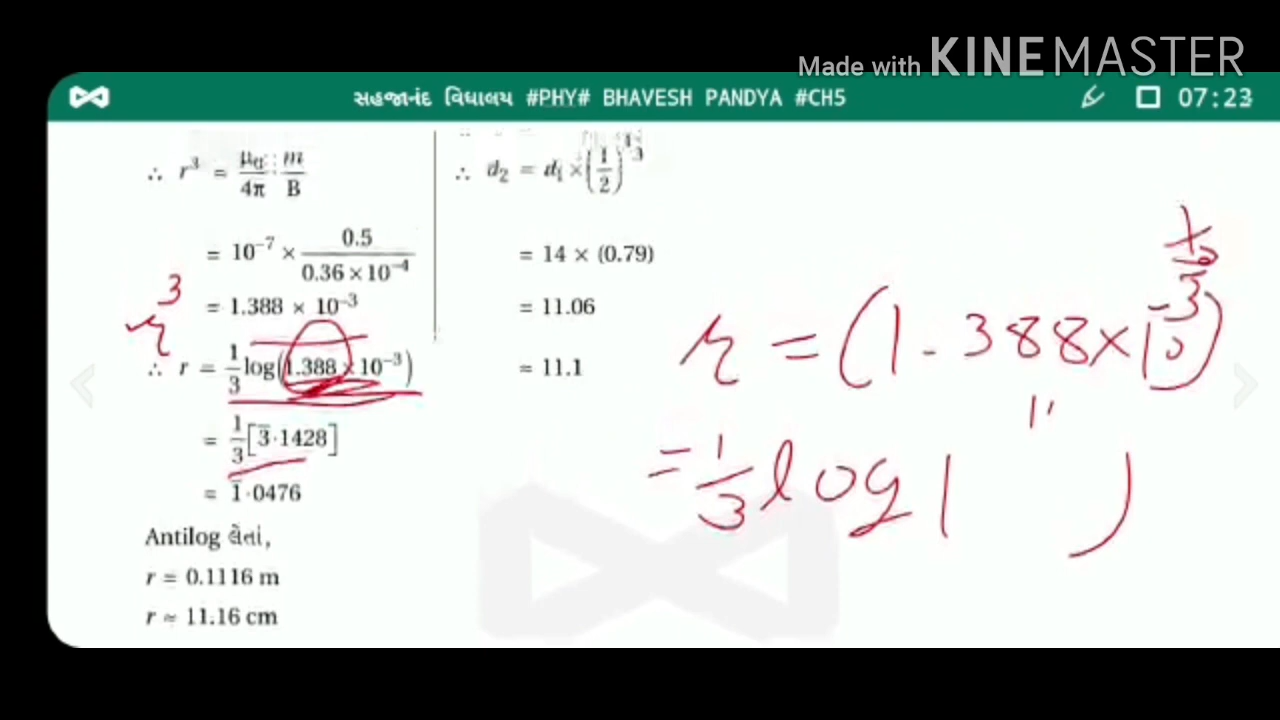 Made with KINEMASTER
સહજાનંદ વિધાલય #PHY# BHAVESH PANDYA #CH5 07:23
∴ r³ = μ₀/4π · m/B
= 10⁻⁷ × 0.5/(0.36 × 10⁻⁴)
= 1.388 × 10⁻³
r³
∴ r = 1/3 log(1.388 × 10⁻³)
= 1/3 [3̅·1428]
= 1̅·0476
Antilog લેતાં,
r = 0.1116 m
r ≈ 11.16 cm
∴ d₂ = d₁ × (1/2)^(1/3)
= 14 × (0.79)
= 11.06
= 11.1
r = (1.388 × 10⁻³)
= 1/3 log( )